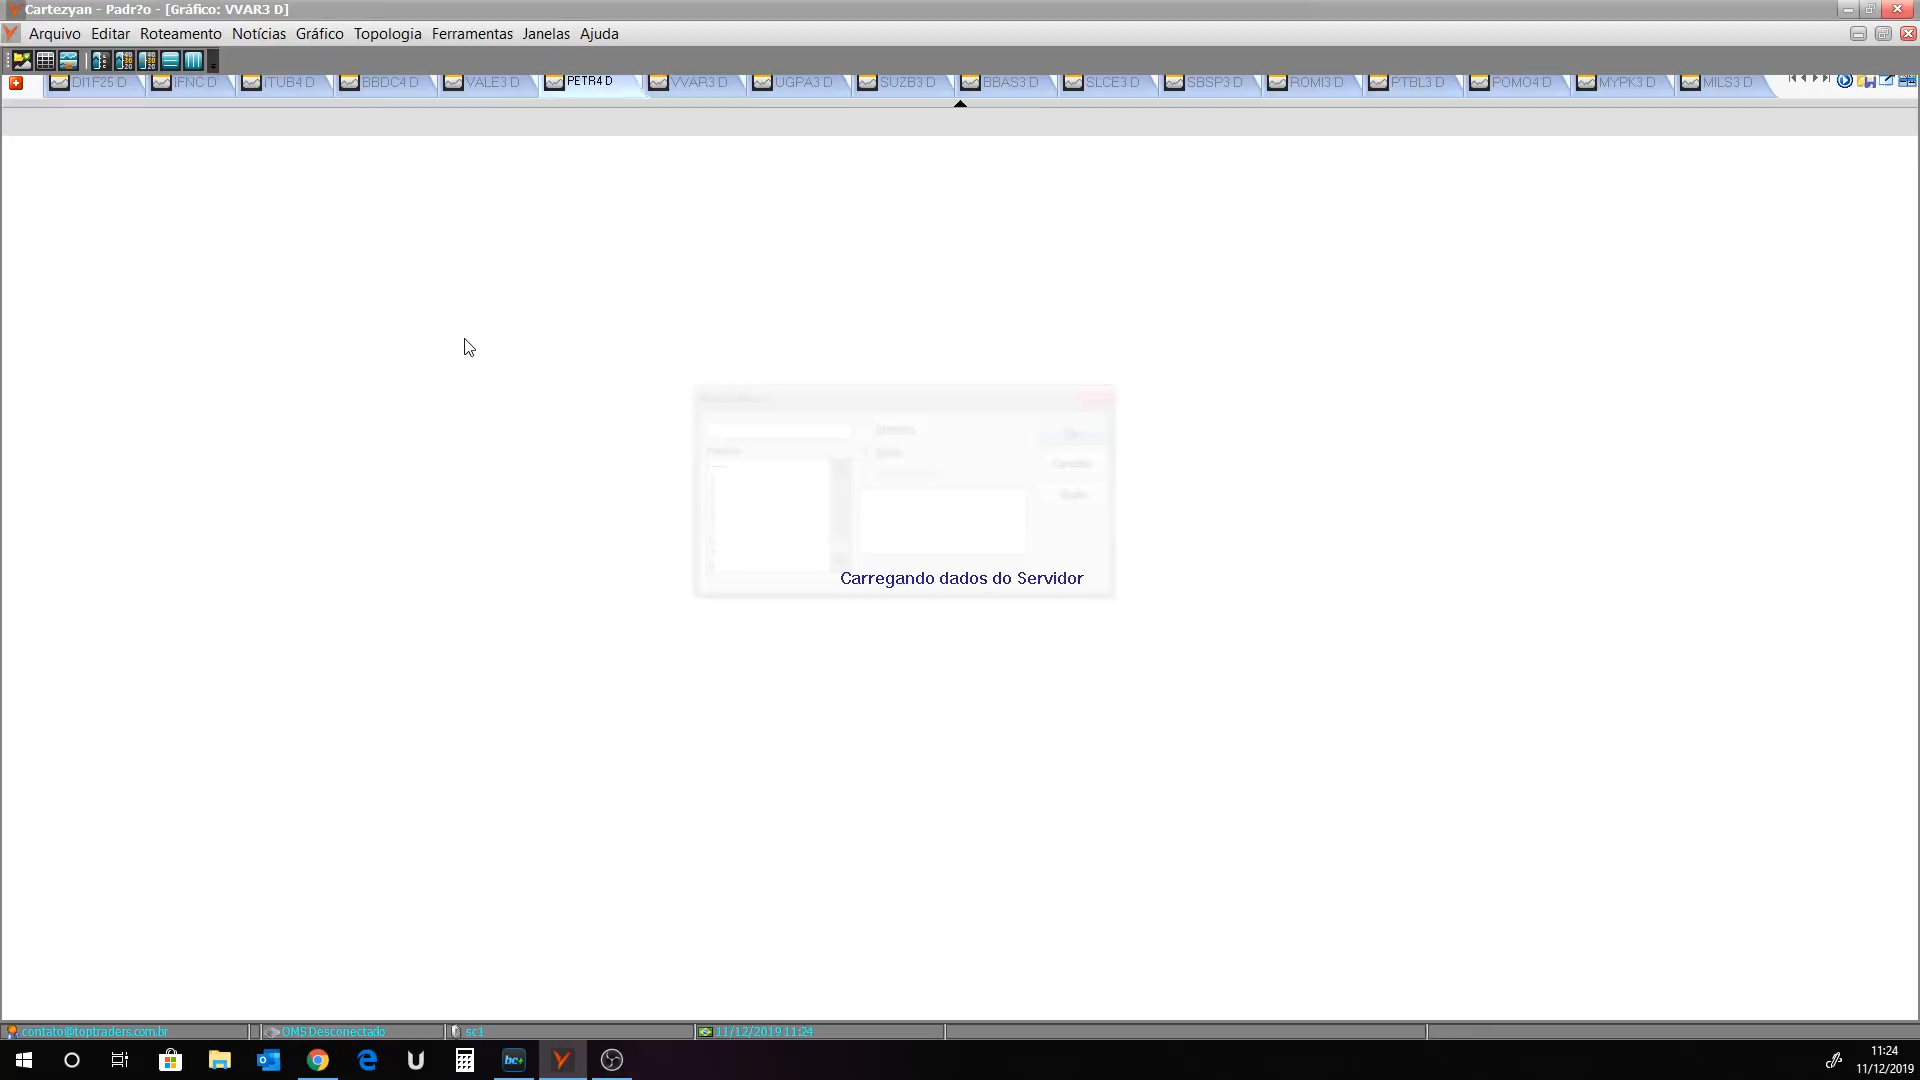 Cartezyan - Padr?o - [Gráfico: VVAR3 D]
Arquivo Editar Roteamento Notícias Gráfico Topologia Ferramentas Janelas Ajuda
DI1F25 D IFNC D ITUB4 D BBDC4 D VALE3 D PETR4 D VVAR3 D UGPA3 D SUZB3 D BBAS3 D SLCE3 D SBSP3 D ROMI3 D PTBL3 D POMO4 D MYPK3 D MILS3 D
Carregando dados do Servidor
contato@toptraders.com.br OMS Desconectado sc1 11/12/2019 11:24
bc+
11:24
11/12/2019